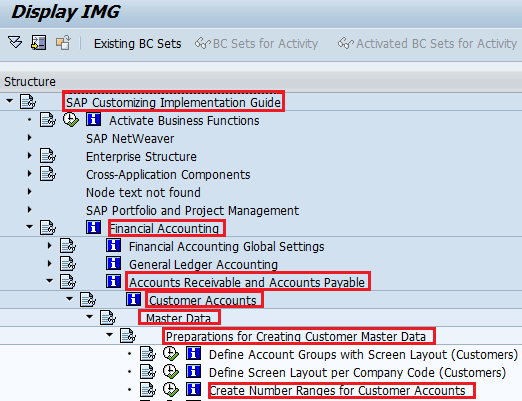 Display IMG
Existing BC Sets BC Sets for Activity Activated BC Sets for Activity
Structure
SAP Customizing Implementation Guide
Activate Business Functions
SAP NetWeaver
Enterprise Structure
Cross-Application Components
Node text not found
SAP Portfolio and Project Management
Financial Accounting
Financial Accounting Global Settings
General Ledger Accounting
Accounts Receivable and Accounts Payable
Customer Accounts
Master Data
Preparations for Creating Customer Master Data
Define Account Groups with Screen Layout (Customers)
Define Screen Layout per Company Code (Customers)
Create Number Ranges for Customer Accounts